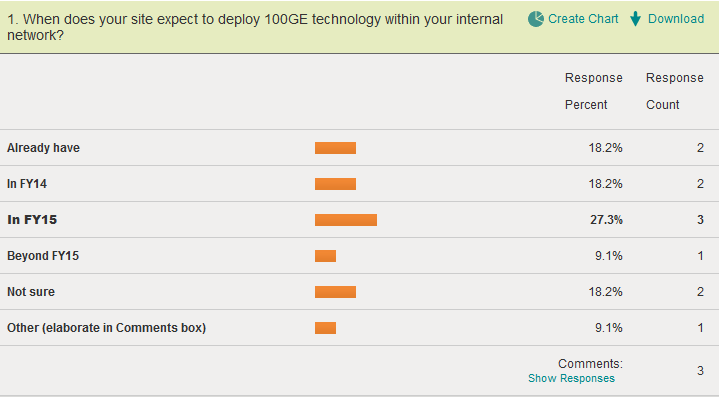 1. When does your site expect to deploy 100GE technology within your internal
network?
Create Chart Download
Response Response
Percent Count
Already have 18.2% 2
In FY14 18.2% 2
In FY15 27.3% 3
Beyond FY15 9.1% 1
Not sure 18.2% 2
Other (elaborate in Comments box) 9.1% 1
Comments:
Show Responses
3